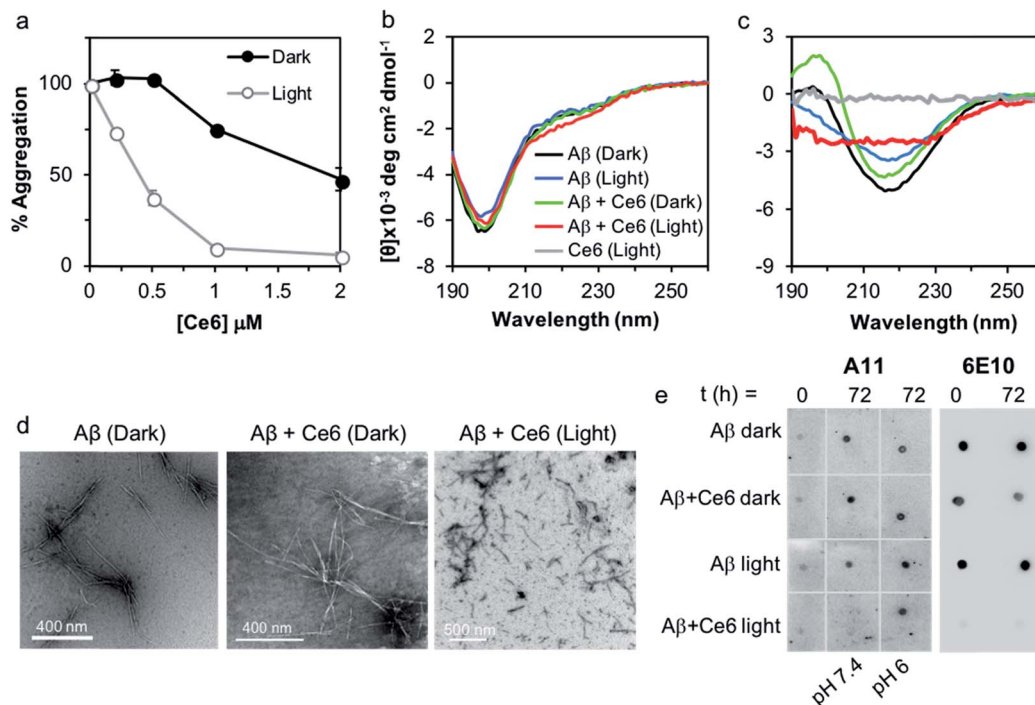 a
% Aggregation
100
50
0
0
0.5
1
1.5
2
[Ce6] μM
Dark
Light
b
[θ]x10⁻³ deg cm⁻² dmol⁻¹
2
0
-2
-4
-6
-8
190 210 230 250
Wavelength (nm)
Aβ (Dark)
Aβ (Light)
Aβ + Ce6 (Dark)
Aβ + Ce6 (Light)
Ce6 (Light)
c
3
0
-3
-6
-9
190 210 230 250
Wavelength (nm)
d
Aβ (Dark)
Aβ + Ce6 (Dark)
Aβ + Ce6 (Light)
400 nm
400 nm
500 nm
e
A11 6E10
t (h) = 0 72 72 0 72
Aβ dark
Aβ+Ce6 dark
Aβ light
Aβ+Ce6 light
pH 7.4
pH 6